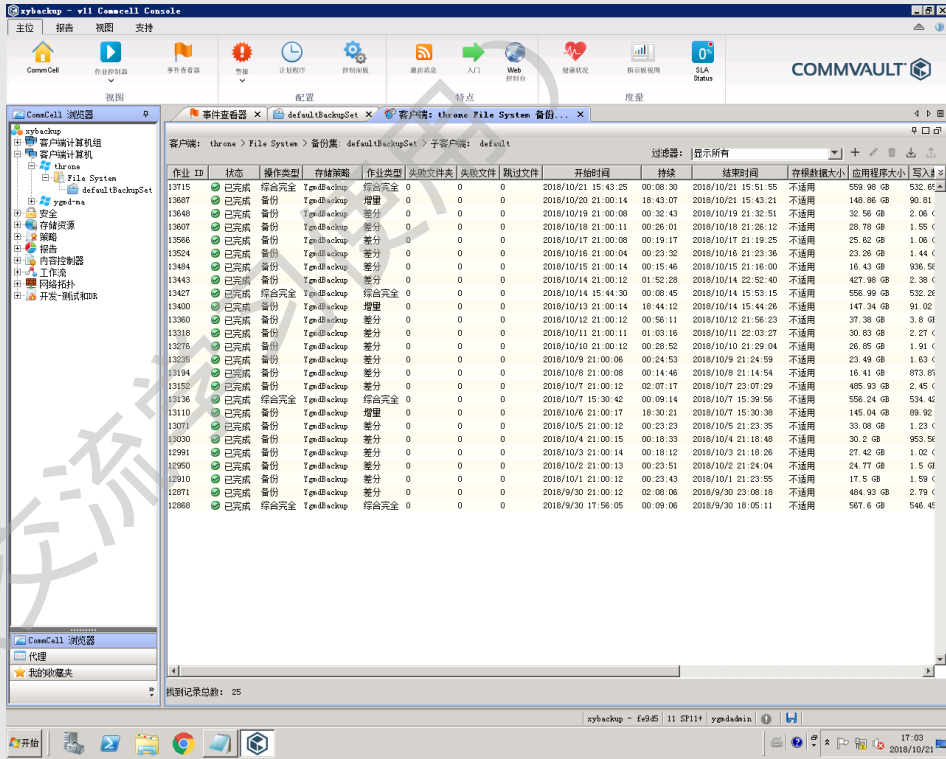 xybackup - v11 Commcell Console
主位 报告 视图 支持
CommCell 作业控制器 事件查看器 警报 计划程序 控制面板 最新消息 入门 Web 控制台 健康状况 指示板视图 SLA Status
COMMVAULT
视图 配置 特点 度量
CommCell 浏览器
事件查看器 defaultBackupSet 客户端: throne File System 备份...
xybackup
客户端计算机组
客户端计算机
throne
File System
defaultBackupSet
ygmd-ma
安全
存储资源
策略
报告
内容控制器
工作流
网络拓扑
开发-测试和DR
客户端: throne > File System > 备份集: defaultBackupSet > 子客户端: default
过滤器: 显示所有
作业 ID 状态 操作类型 存储策略 作业类型 失败文件夹 失败文件 跳过文件 开始时间 持续 结束时间 存根数据大小 应用程序大小 写入
13715 已完成 综合完全 YgmdBackup 综合完全 0 0 0 2018/10/21 15:43:25 00:08:30 2018/10/21 15:51:55 不适用 559.98 GB 532.65
13687 已完成 备份 YgmdBackup 增量 0 0 0 2018/10/20 21:00:14 18:43:07 2018/10/21 15:43:21 不适用 148.86 GB 90.81
13648 已完成 备份 YgmdBackup 差分 0 0 0 2018/10/19 21:00:08 00:32:43 2018/10/19 21:32:51 不适用 32.56 GB 2.06
13607 已完成 备份 YgmdBackup 差分 0 0 0 2018/10/18 21:00:11 00:26:01 2018/10/18 21:26:12 不适用 28.78 GB 1.55
13566 已完成 备份 YgmdBackup 差分 0 0 0 2018/10/17 21:00:08 00:19:17 2018/10/17 21:19:25 不适用 25.62 GB 1.06
13524 已完成 备份 YgmdBackup 差分 0 0 0 2018/10/16 21:00:04 00:23:32 2018/10/16 21:23:36 不适用 23.26 GB 1.44
13484 已完成 备份 YgmdBackup 差分 0 0 0 2018/10/15 21:00:14 00:15:46 2018/10/15 21:16:00 不适用 16.43 GB 936.58
13443 已完成 备份 YgmdBackup 差分 0 0 0 2018/10/14 21:00:12 01:52:28 2018/10/14 22:52:40 不适用 427.98 GB 2.38
13427 已完成 综合完全 YgmdBackup 综合完全 0 0 0 2018/10/14 15:44:30 00:08:45 2018/10/14 15:53:15 不适用 556.99 GB 532.26
13400 已完成 备份 YgmdBackup 增量 0 0 0 2018/10/13 21:00:14 18:44:12 2018/10/14 15:44:26 不适用 147.34 GB 91.02
13360 已完成 备份 YgmdBackup 差分 0 0 0 2018/10/12 21:00:12 00:56:11 2018/10/12 21:56:23 不适用 37.38 GB 3.8 G
13318 已完成 备份 YgmdBackup 差分 0 0 0 2018/10/11 21:00:11 01:03:16 2018/10/11 22:03:27 不适用 30.83 GB 2.27
13276 已完成 备份 YgmdBackup 差分 0 0 0 2018/10/10 21:00:12 00:28:52 2018/10/10 21:29:04 不适用 26.85 GB 1.91
13235 已完成 备份 YgmdBackup 差分 0 0 0 2018/10/9 21:00:06 00:24:53 2018/10/9 21:24:59 不适用 23.49 GB 1.63
13194 已完成 备份 YgmdBackup 差分 0 0 0 2018/10/8 21:00:08 00:14:46 2018/10/8 21:14:54 不适用 16.41 GB 873.87
13152 已完成 备份 YgmdBackup 差分 0 0 0 2018/10/7 21:00:12 02:07:17 2018/10/7 23:07:29 不适用 485.93 GB 2.45
13136 已完成 综合完全 YgmdBackup 综合完全 0 0 0 2018/10/7 15:30:42 00:09:14 2018/10/7 15:39:56 不适用 556.24 GB 534.42
13110 已完成 备份 YgmdBackup 增量 0 0 0 2018/10/6 21:00:17 18:30:21 2018/10/7 15:30:38 不适用 145.04 GB 89.92
13071 已完成 备份 YgmdBackup 差分 0 0 0 2018/10/5 21:00:12 00:23:23 2018/10/5 21:23:35 不适用 33.08 GB 1.23
13030 已完成 备份 YgmdBackup 差分 0 0 0 2018/10/4 21:00:15 00:18:33 2018/10/4 21:18:48 不适用 30.2 GB 953.56
12991 已完成 备份 YgmdBackup 差分 0 0 0 2018/10/3 21:00:14 00:18:12 2018/10/3 21:18:26 不适用 27.42 GB 1.02
12950 已完成 备份 YgmdBackup 差分 0 0 0 2018/10/2 21:00:13 00:23:51 2018/10/2 21:24:04 不适用 24.77 GB 1.5 G
12910 已完成 备份 YgmdBackup 差分 0 0 0 2018/10/1 21:00:12 00:23:43 2018/10/1 21:23:55 不适用 17.5 GB 1.59
12871 已完成 备份 YgmdBackup 差分 0 0 0 2018/9/30 21:00:12 02:08:06 2018/9/30 23:08:18 不适用 484.93 GB 2.79
12868 已完成 综合完全 YgmdBackup 综合完全 0 0 0 2018/9/30 17:56:05 00:09:06 2018/9/30 18:05:11 不适用 567.6 GB 546.45
CommCell 浏览器
代理
我的收藏夹
找到记录总数: 25
xybackup - fe9d5 11 SP11+ ygmdadmin
开始
17:03
2018/10/21
交流学习使用）